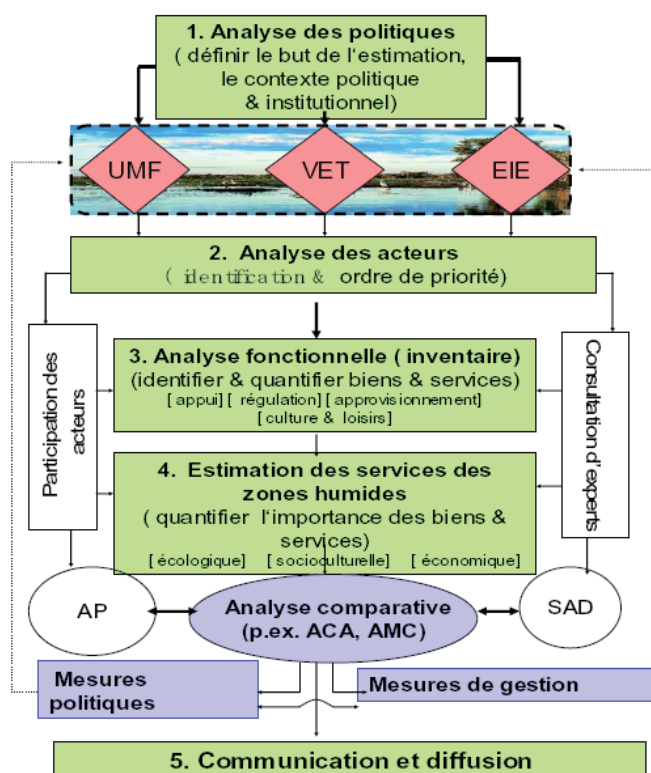 1. Analyse des politiques
( définir le but de l'estimation,
le contexte politique
& institutionnel)
UMF
VET
EIE
2. Analyse des acteurs
( identification & ordre de priorité)
Participation des
acteurs
3. Analyse fonctionnelle ( inventaire)
(identifier & quantifier biens & services)
[ appui] [ régulation] [ approvisionnement]
[ culture & loisirs]
Consultation d'experts
4. Estimation des services des
zones humides
( quantifier l'importance des biens &
services)
[ écologique] [ socioculturelle] [ économique]
AP
Analyse comparative
(p.ex. ACA, AMC)
SAD
Mesures
politiques
Mesures de gestion
5. Communication et diffusion